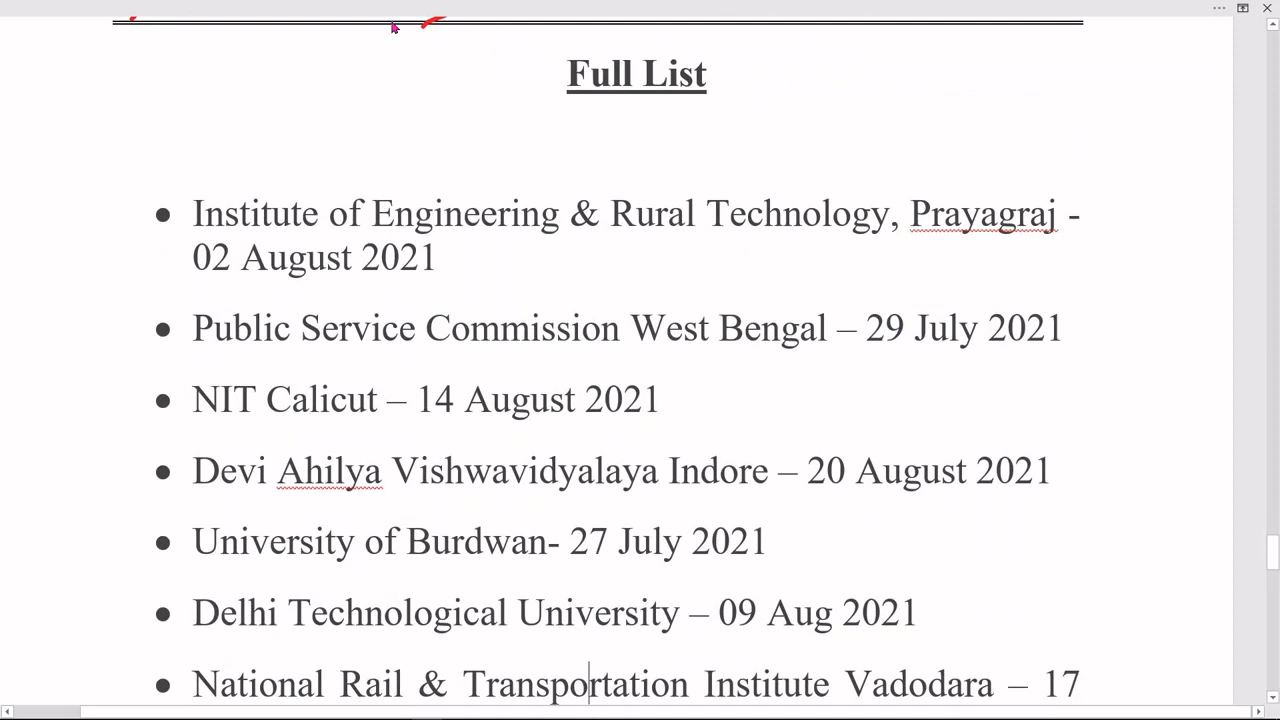 Full List
● Institute of Engineering & Rural Technology, Prayagraj -
02 August 2021
● Public Service Commission West Bengal – 29 July 2021
● NIT Calicut – 14 August 2021
● Devi Ahilya Vishwavidyalaya Indore – 20 August 2021
● University of Burdwan- 27 July 2021
● Delhi Technological University – 09 Aug 2021
● National Rail & Transportation Institute Vadodara – 17